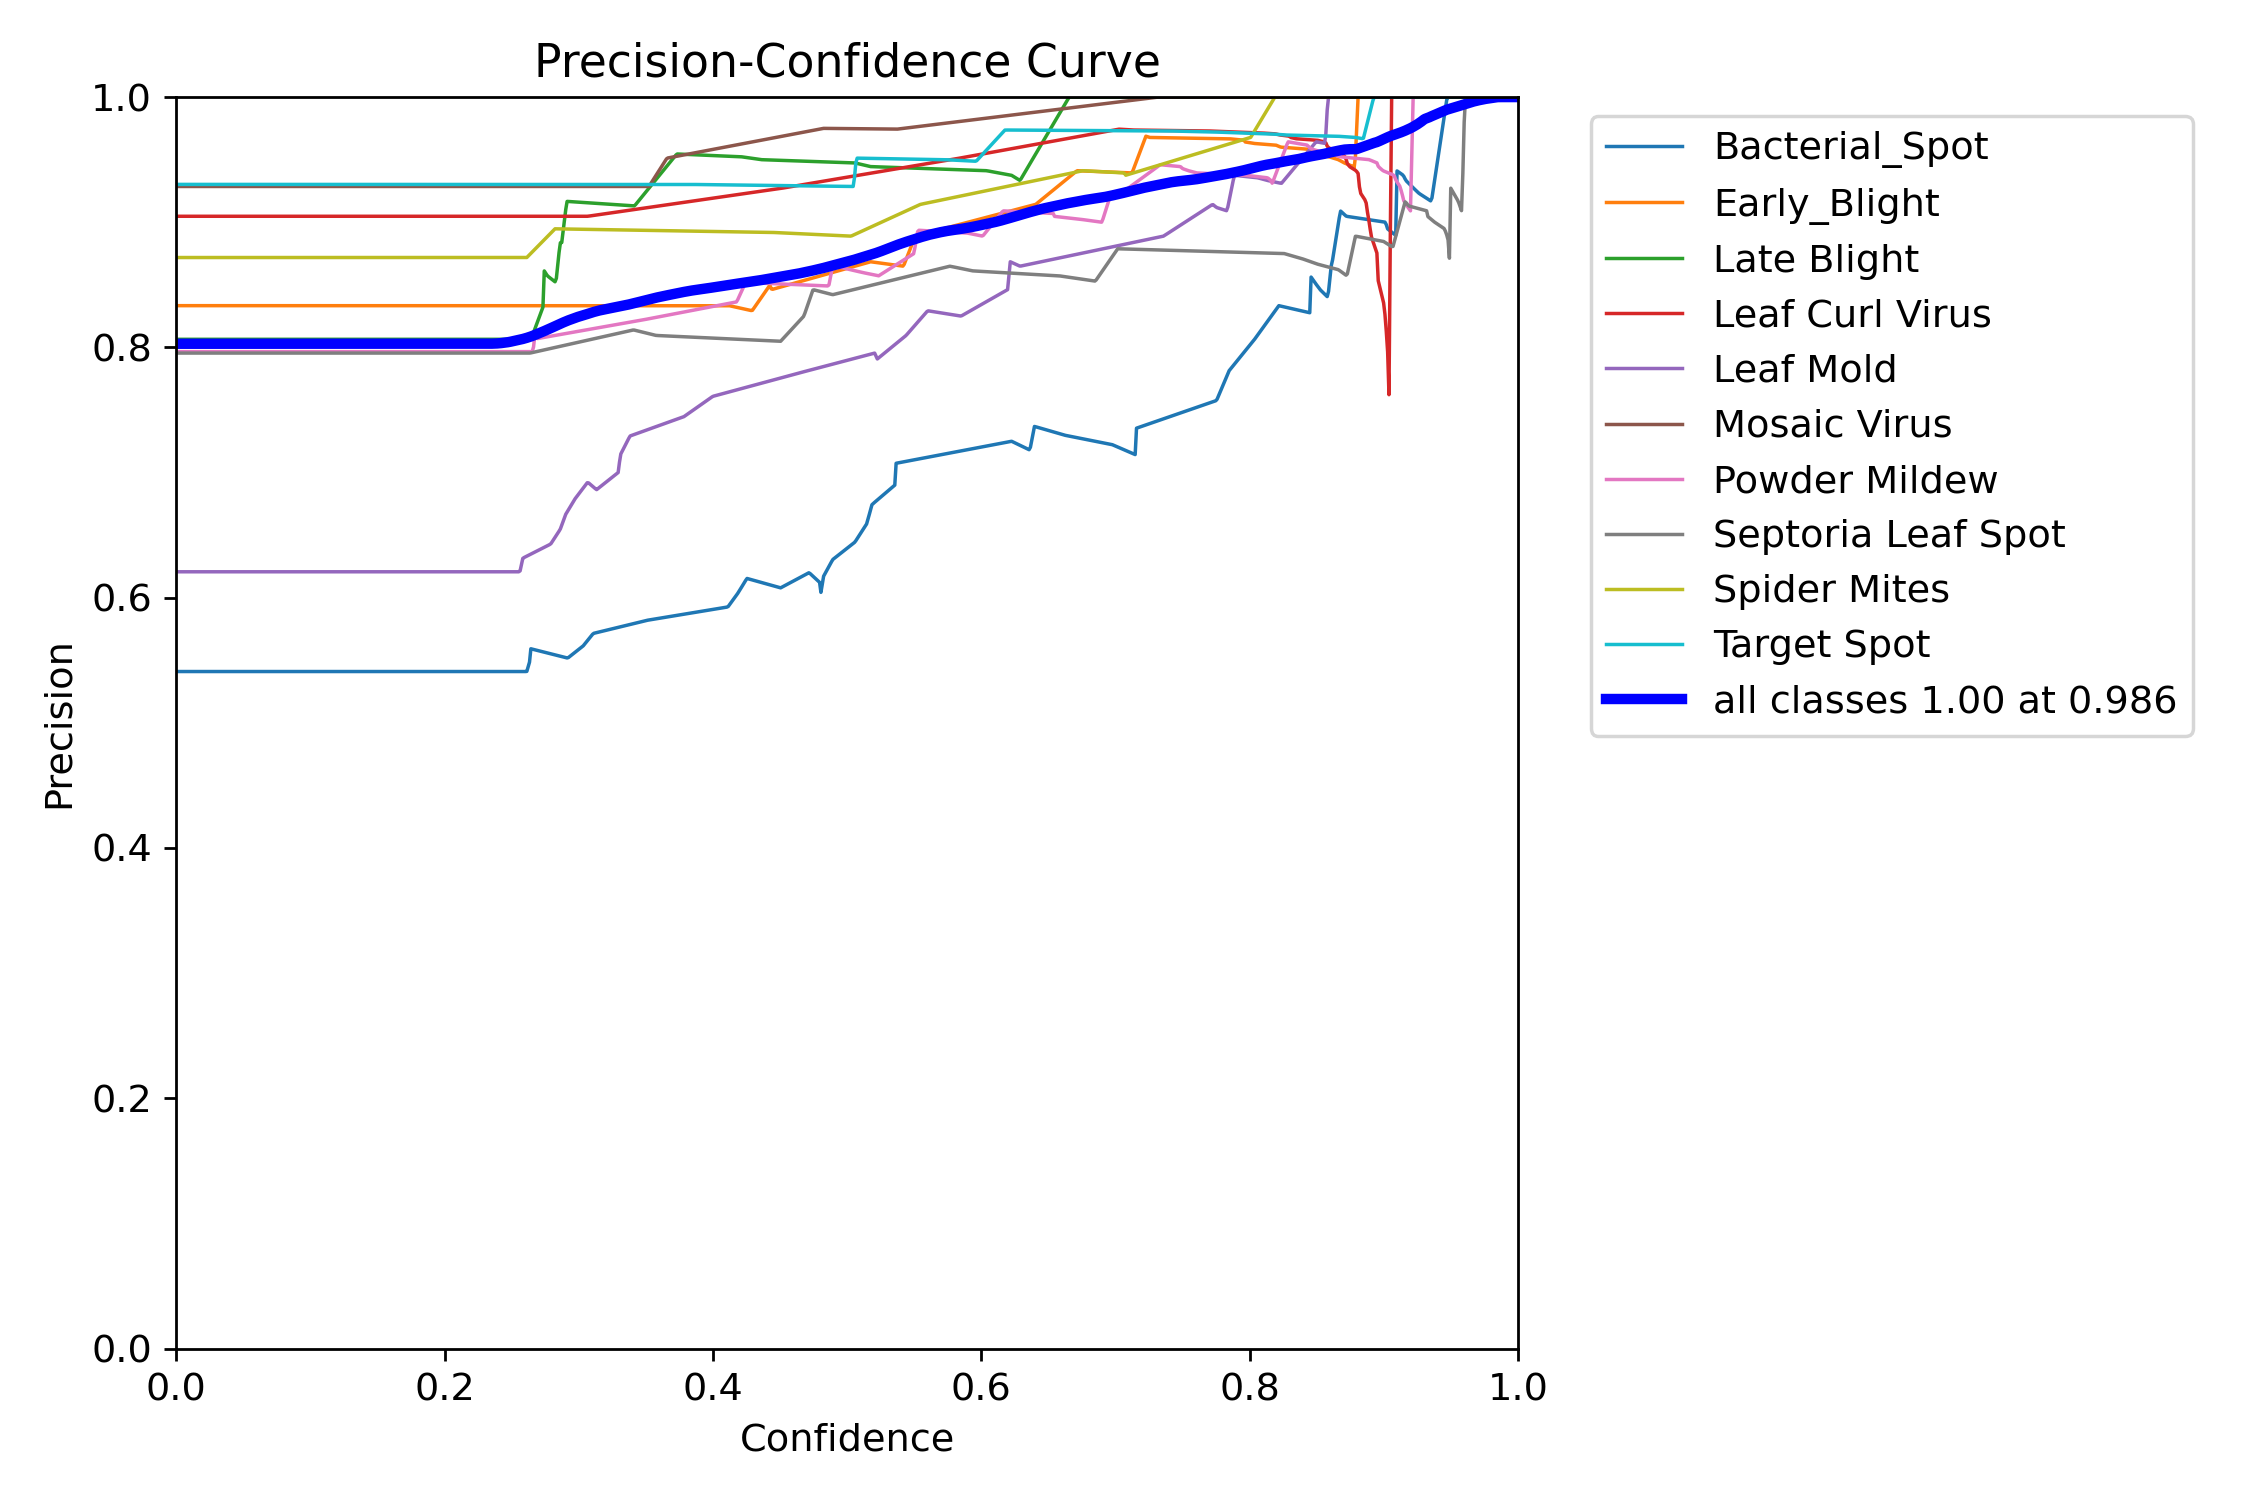 Precision-Confidence Curve
1.0
0.8
0.6
0.4
0.2
0.0
Precision
0.0 0.2 0.4 0.6 0.8 1.0
Confidence
Bacterial_Spot
Early_Blight
Late Blight
Leaf Curl Virus
Leaf Mold
Mosaic Virus
Powder Mildew
Septoria Leaf Spot
Spider Mites
Target Spot
all classes 1.00 at 0.986